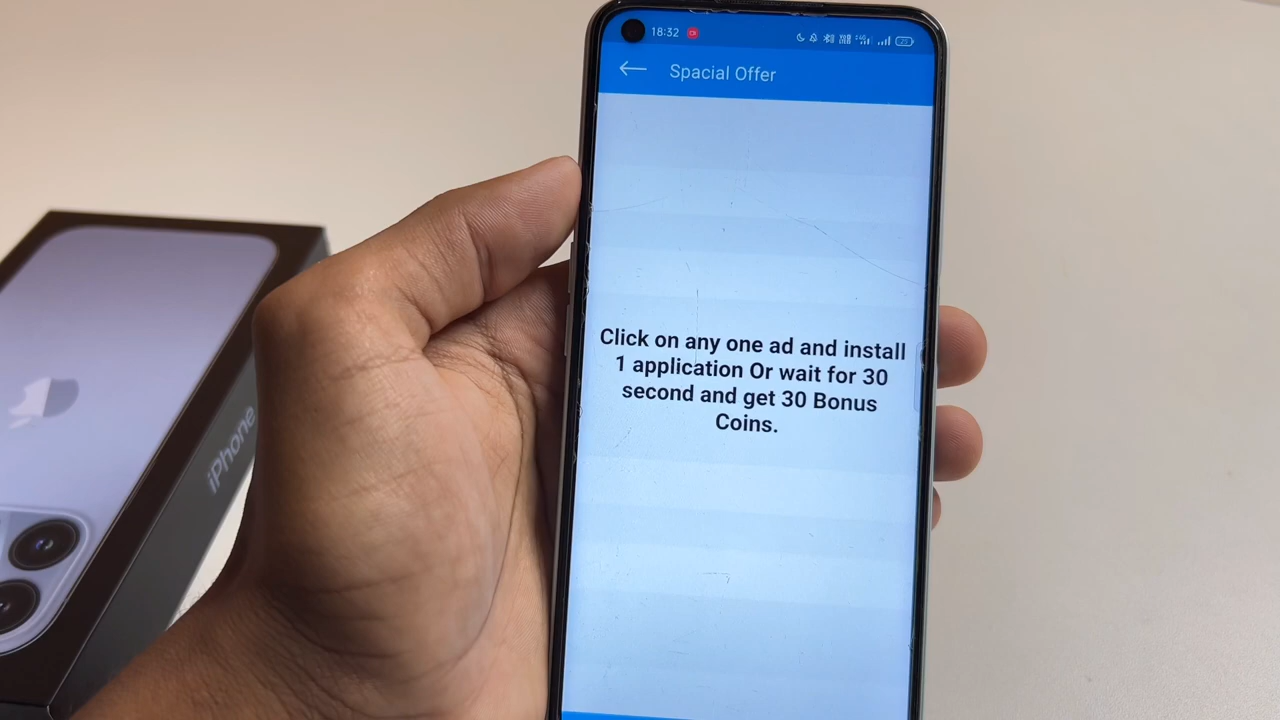 18:32
Spacial Offer
Click on any one ad and install
1 application Or wait for 30
second and get 30 Bonus
Coins.
iPhone